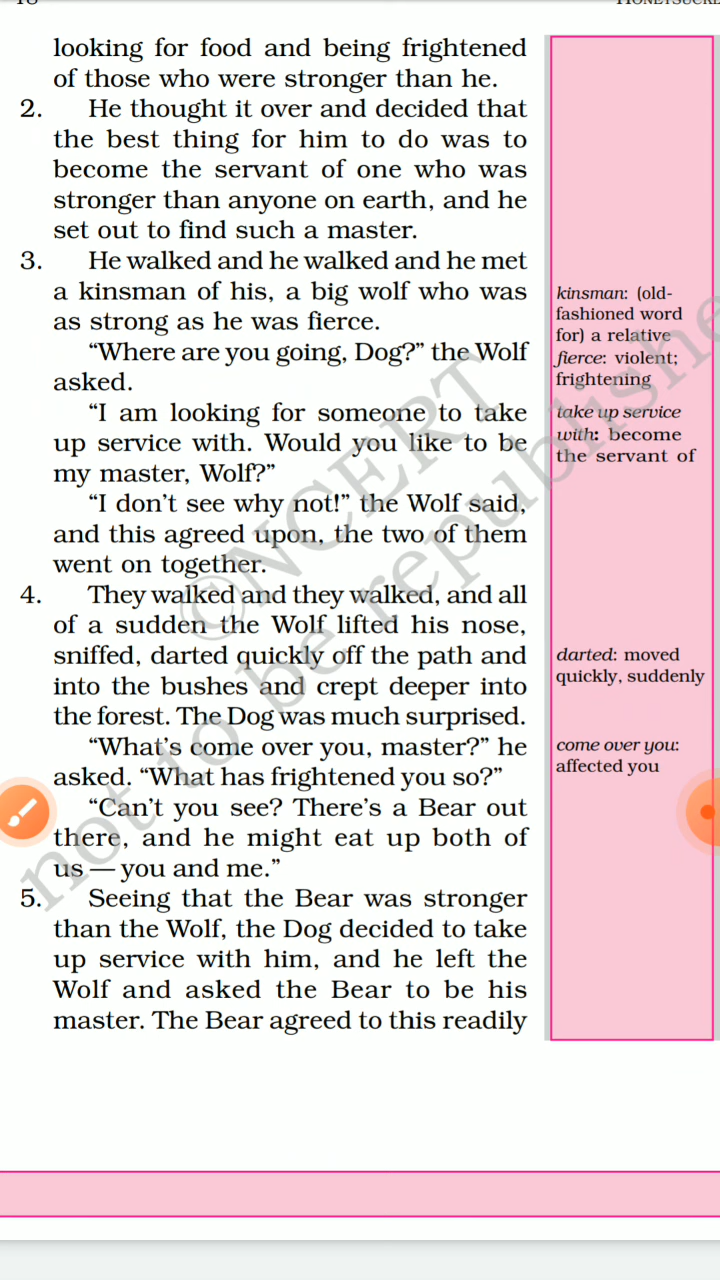 looking for food and being frightened
of those who were stronger than he.
2. He thought it over and decided that
the best thing for him to do was to
become the servant of one who was
stronger than anyone on earth, and he
set out to find such a master.
3. He walked and he walked and he met
a kinsman of his, a big wolf who was
as strong as he was fierce.
“Where are you going, Dog?” the Wolf
asked.
“I am looking for someone to take
up service with. Would you like to be
my master, Wolf?”
“I don’t see why not!” the Wolf said,
and this agreed upon, the two of them
went on together.
4. They walked and they walked, and all
of a sudden the Wolf lifted his nose,
sniffed, darted quickly off the path and
into the bushes and crept deeper into
the forest. The Dog was much surprised.
“What’s come over you, master?” he
asked. “What has frightened you so?”
“Can’t you see? There’s a Bear out
there, and he might eat up both of
us — you and me.”
5. Seeing that the Bear was stronger
than the Wolf, the Dog decided to take
up service with him, and he left the
Wolf and asked the Bear to be his
master. The Bear agreed to this readily
kinsman: (old-
fashioned word
for) a relative
fierce: violent;
frightening
take up service
with: become
the servant of
darted: moved
quickly, suddenly
come over you:
affected you
©NCERT
not to be republishe